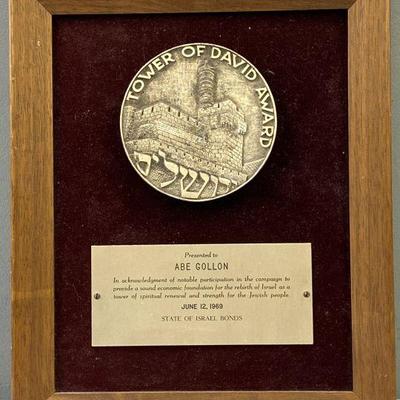 TOWER OF DAVID AWARD
ירושלים
Presented to
ABE GOLLON
In acknowledgment of notable participation in the campaign to
provide a sound economic foundation for the rebirth of Israel as a
tower of spiritual renewal and strength for the Jewish people.
JUNE 12, 1969
STATE OF ISRAEL BONDS